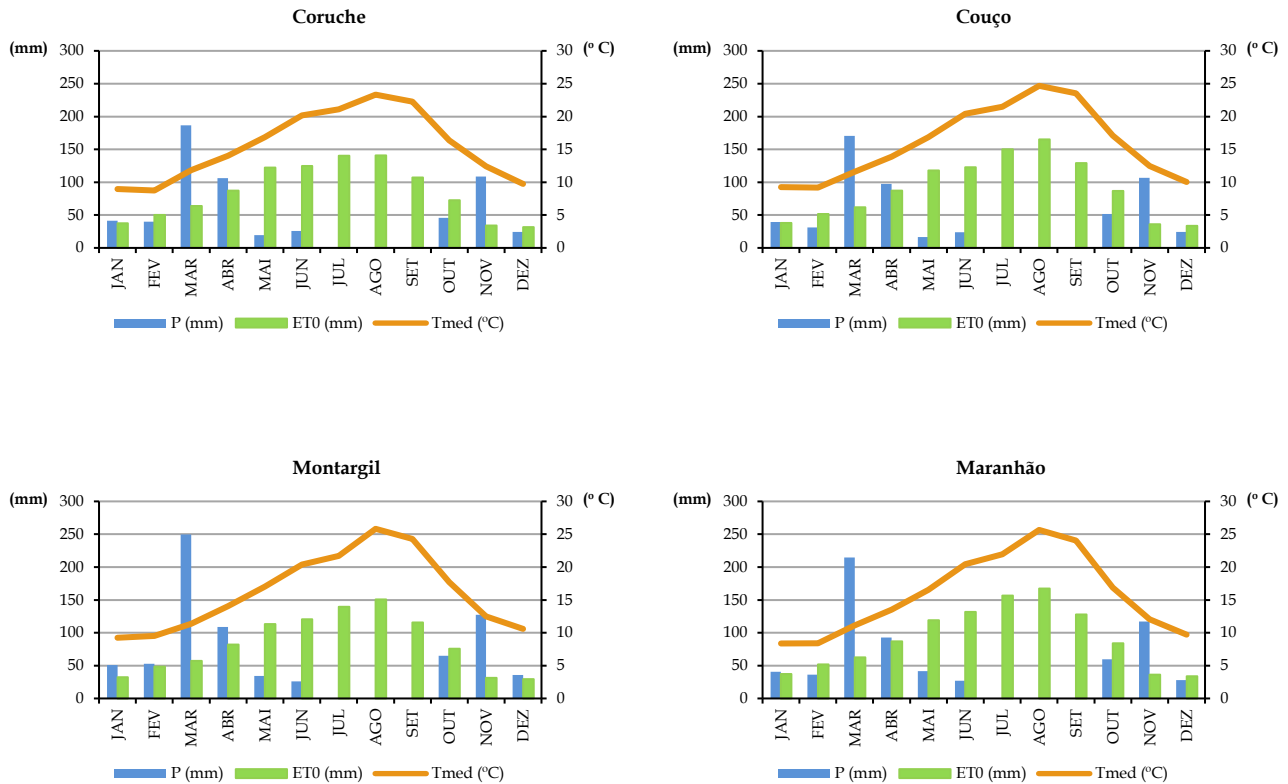 Coruche
(mm) (º C)
300 30
250 25
200 20
150 15
100 10
50 5
0 0
JAN FEV MAR ABR MAI JUN JUL AGO SET OUT NOV DEZ
P (mm) ET0 (mm) Tmed (ºC)
Couço
(mm) (º C)
300 30
250 25
200 20
150 15
100 10
50 5
0 0
JAN FEV MAR ABR MAI JUN JUL AGO SET OUT NOV DEZ
P (mm) ET0 (mm) Tmed (ºC)
Montargil
(mm) (º C)
300 30
250 25
200 20
150 15
100 10
50 5
0 0
JAN FEV MAR ABR MAI JUN JUL AGO SET OUT NOV DEZ
P (mm) ET0 (mm) Tmed (ºC)
Maranhão
(mm) (º C)
300 30
250 25
200 20
150 15
100 10
50 5
0 0
JAN FEV MAR ABR MAI JUN JUL AGO SET OUT NOV DEZ
P (mm) ET0 (mm) Tmed (ºC)